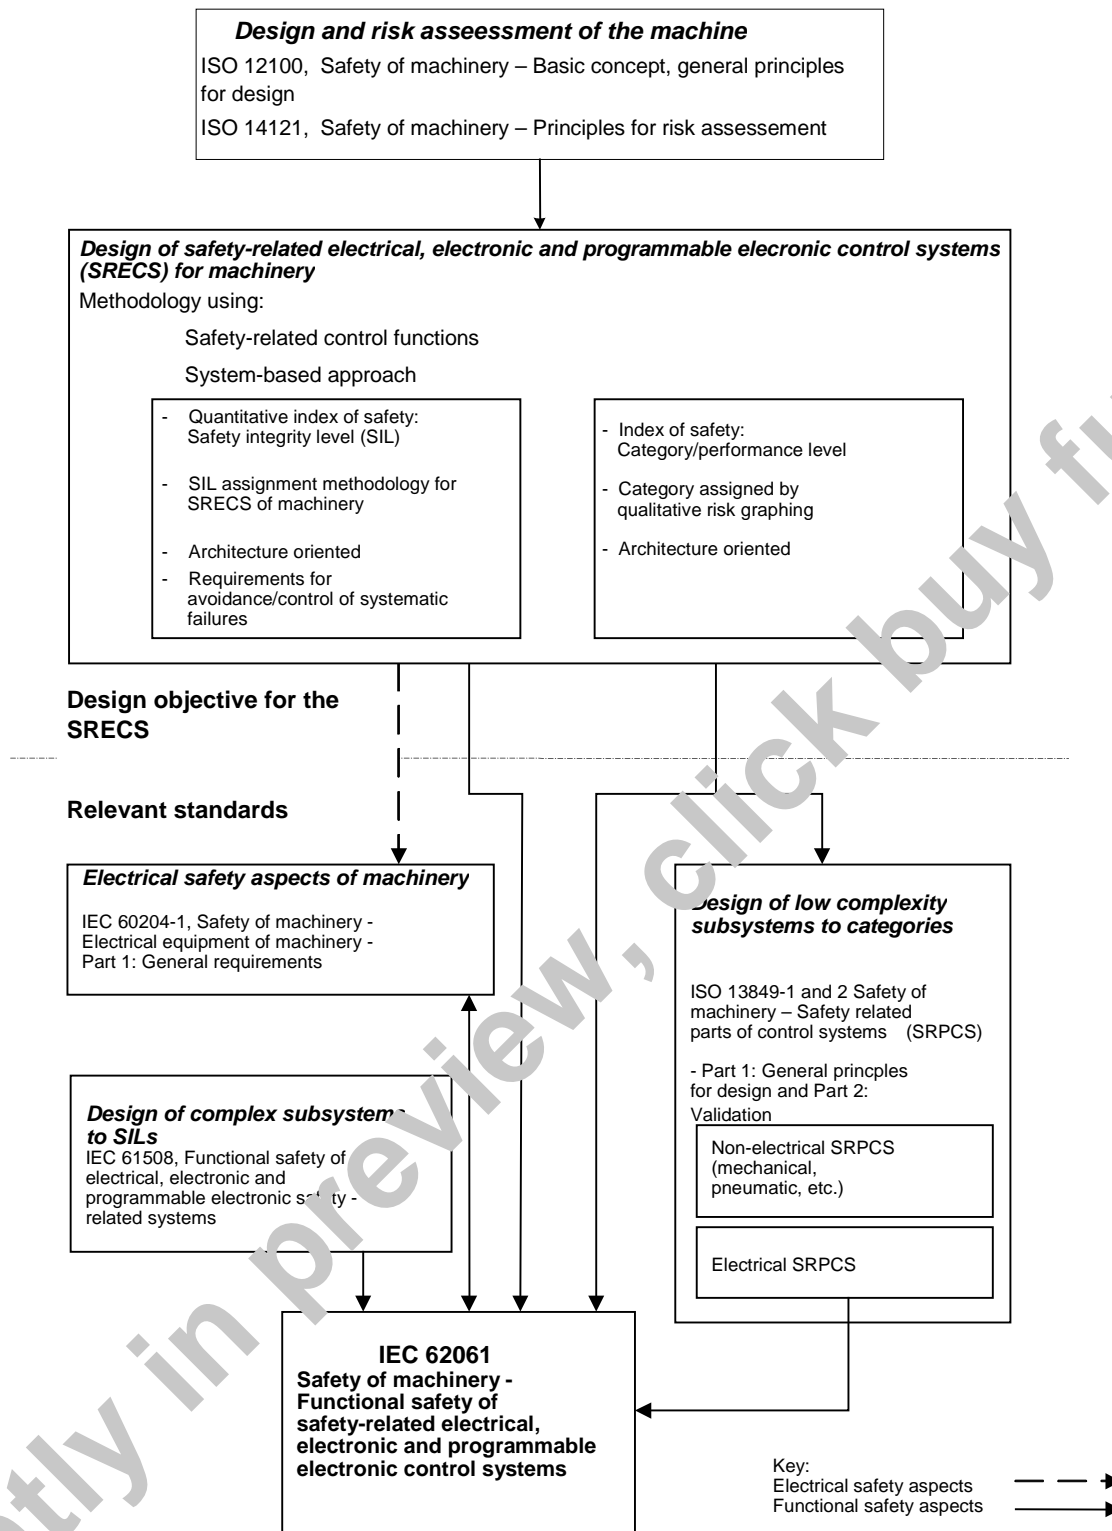 Design and risk asseessment of the machine
ISO 12100, Safety of machinery – Basic concept, general principles
for design
ISO 14121, Safety of machinery – Principles for risk assessement
Design of safety-related electrical, electronic and programmable elecronic control systems
(SRECS) for machinery
Methodology using:
Safety-related control functions
System-based approach
- Quantitative index of safety:
Safety integrity level (SIL)
- SIL assignment methodology for
SRECS of machinery
- Architecture oriented
- Requirements for
avoidance/control of systematic
failures
- Index of safety:
Category/performance level
- Category assigned by
qualitative risk graphing
- Architecture oriented
Design objective for the
SRECS
Relevant standards
Electrical safety aspects of machinery
IEC 60204-1, Safety of machinery -
Electrical equipment of machinery -
Part 1: General requirements
Design of low complexity
subsystems to categories
ISO 13849-1 and 2 Safety of
machinery – Safety related
parts of control systems (SRPCS)
- Part 1: General princples
for design and Part 2:
Validation
Non-electrical SRPCS
(mechanical,
pneumatic, etc.)
Electrical SRPCS
Design of complex subsystems
to SILs
IEC 61508, Functional safety of
electrical, electronic and
programmable electronic safety -
related systems
IEC 62061
Safety of machinery -
Functional safety of
safety-related electrical,
electronic and programmable
electronic control systems
Key:
Electrical safety aspects
Functional safety aspects
ntly in preview, click buy fu